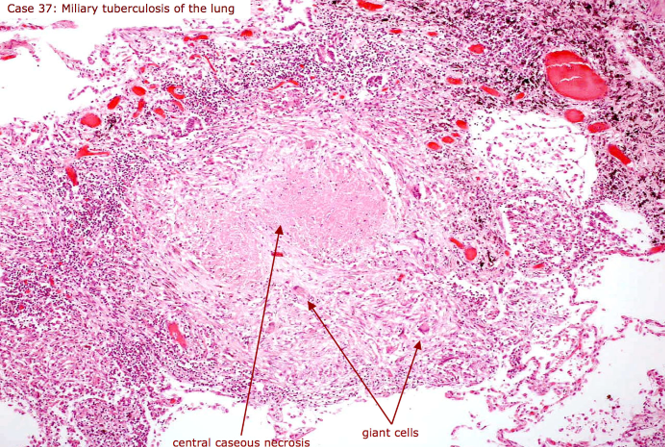 Case 37: Miliary tuberculosis of the lung
giant cells
central caseous necrosis